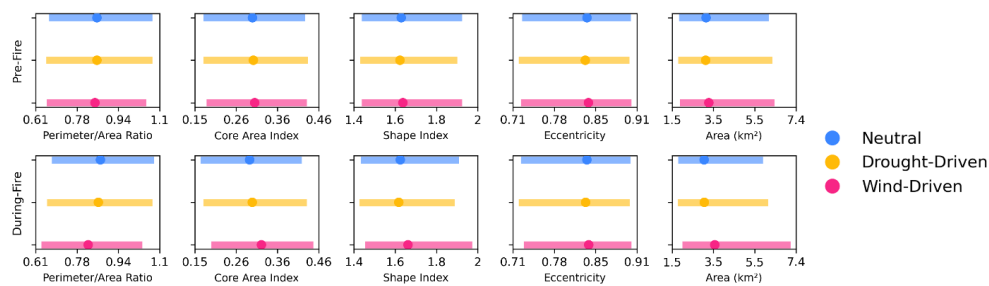 Pre-Fire
0.61 0.78 0.94 1.1
Perimeter/Area Ratio
0.15 0.26 0.36 0.46
Core Area Index
1.4 1.6 1.8 2
Shape Index
0.71 0.78 0.85 0.91
Eccentricity
1.5 3.5 5.4 7.4
Area (km²)
During-Fire
0.61 0.78 0.94 1.1
Perimeter/Area Ratio
0.15 0.26 0.36 0.46
Core Area Index
1.4 1.6 1.8 2
Shape Index
0.71 0.78 0.85 0.91
Eccentricity
1.5 3.5 5.4 7.4
Area (km²)
Neutral
Drought-Driven
Wind-Driven